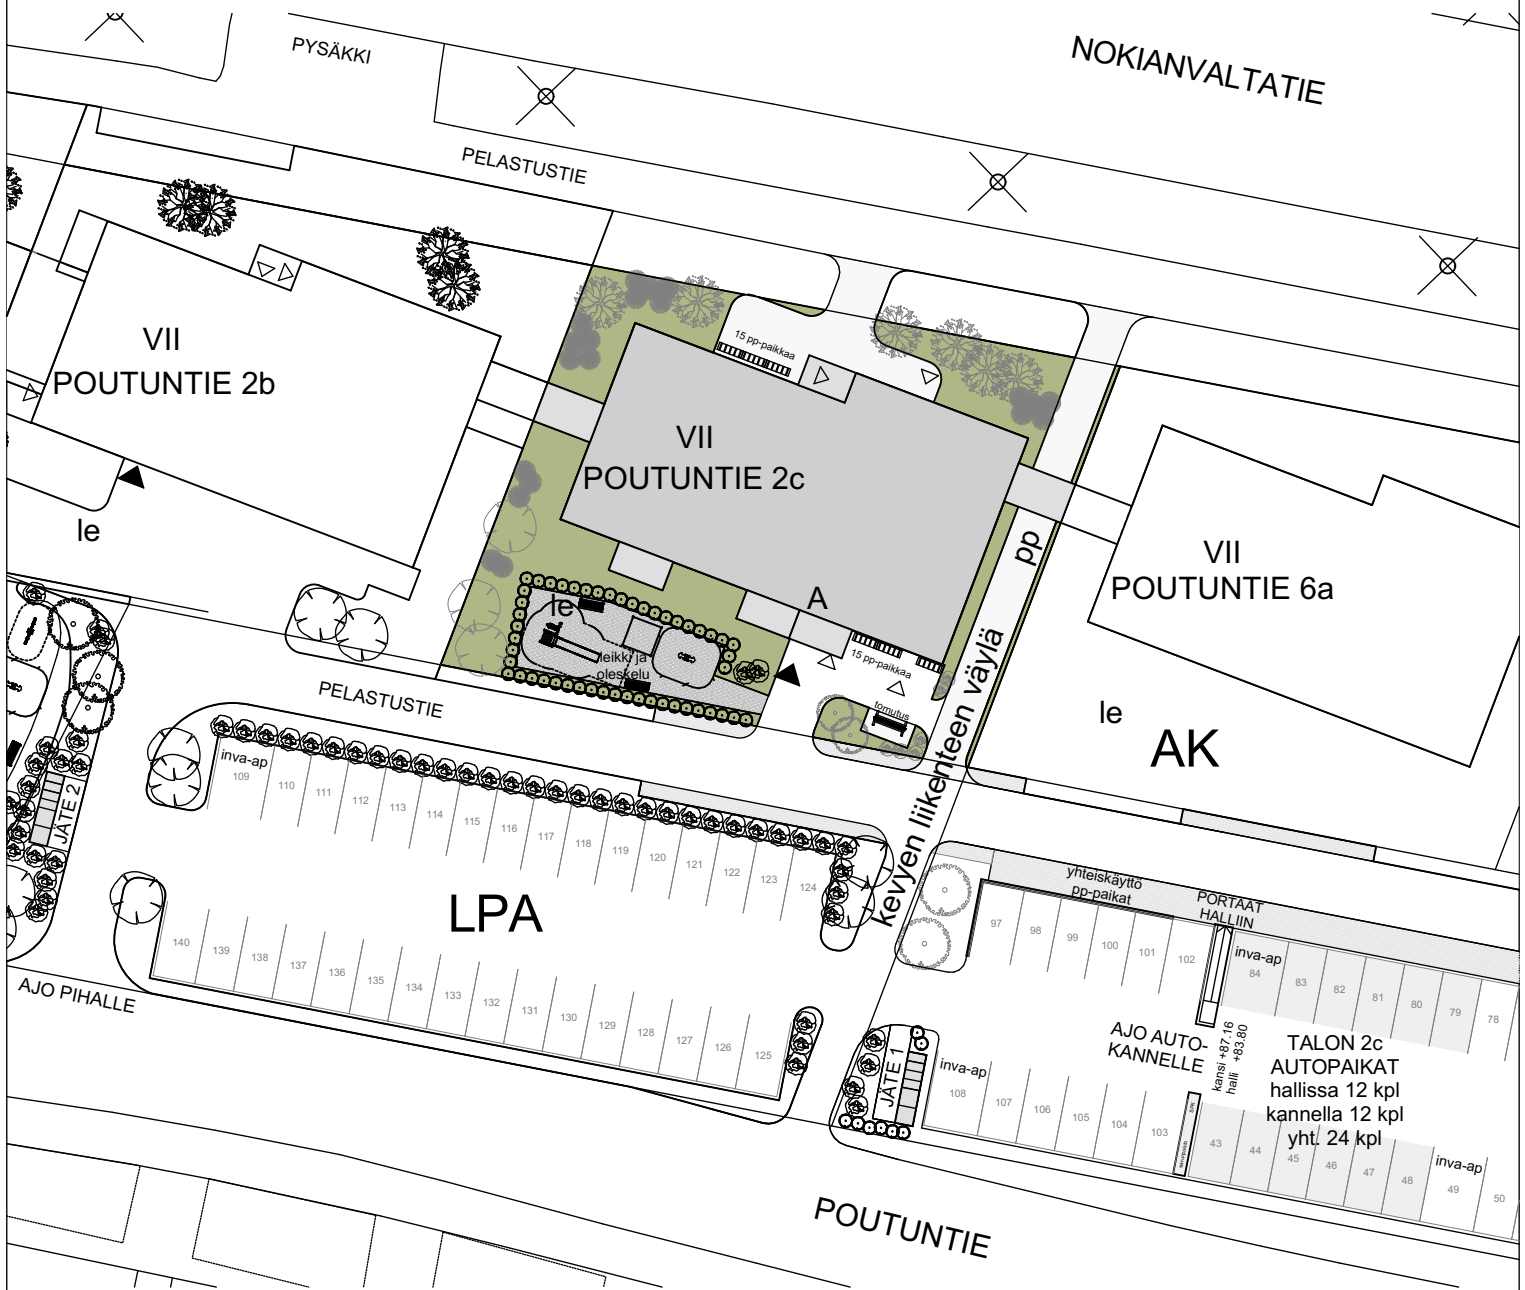 PYSÄKKI
NOKIANVALTATIE
PELASTUSTIE
15 pp-paikkaa
VII
POUTUNTIE 2b
VII
POUTUNTIE 2c
VII
POUTUNTIE 6a
le
pp
le
A
leikki ja
oleskelu
15 pp-paikkaa
tomutus
kevyen liikenteen väylä
le
AK
PELASTUSTIE
JÄTE 2
inva-ap
109
110
111
112
113
114
115
116
117
118
119
120
121
122
123
124
LPA
140
139
138
137
136
135
134
133
132
131
130
129
128
127
126
125
AJO PIHALLE
yhteiskäyttö
pp-paikat
PORTAAT
HALLIIN
97
98
99
100
101
102
inva-ap
84
83
82
81
80
79
78
AJO AUTO-
KANNELLE
kansi +87.16
halli +83.80
TALON 2c
AUTOPAIKAT
hallissa 12 kpl
kannella 12 kpl
yht. 24 kpl
JÄTE 1
inva-ap
108
107
106
105
104
103
43
44
45
46
47
48
inva-ap
49
50
POUTUNTIE